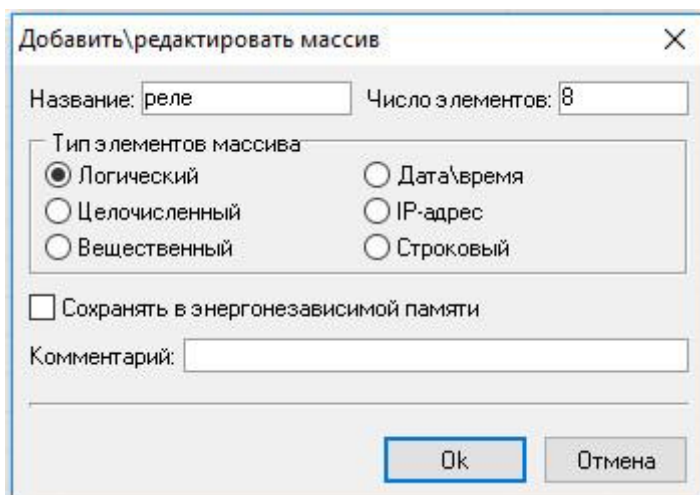 Добавить\редактировать массив
Название: реле Число элементов: 8
Тип элементов массива
Логический Дата\время
Целочисленный IP-адрес
Вещественный Строковый
Сохранять в энергонезависимой памяти
Комментарий:
Ok Отмена